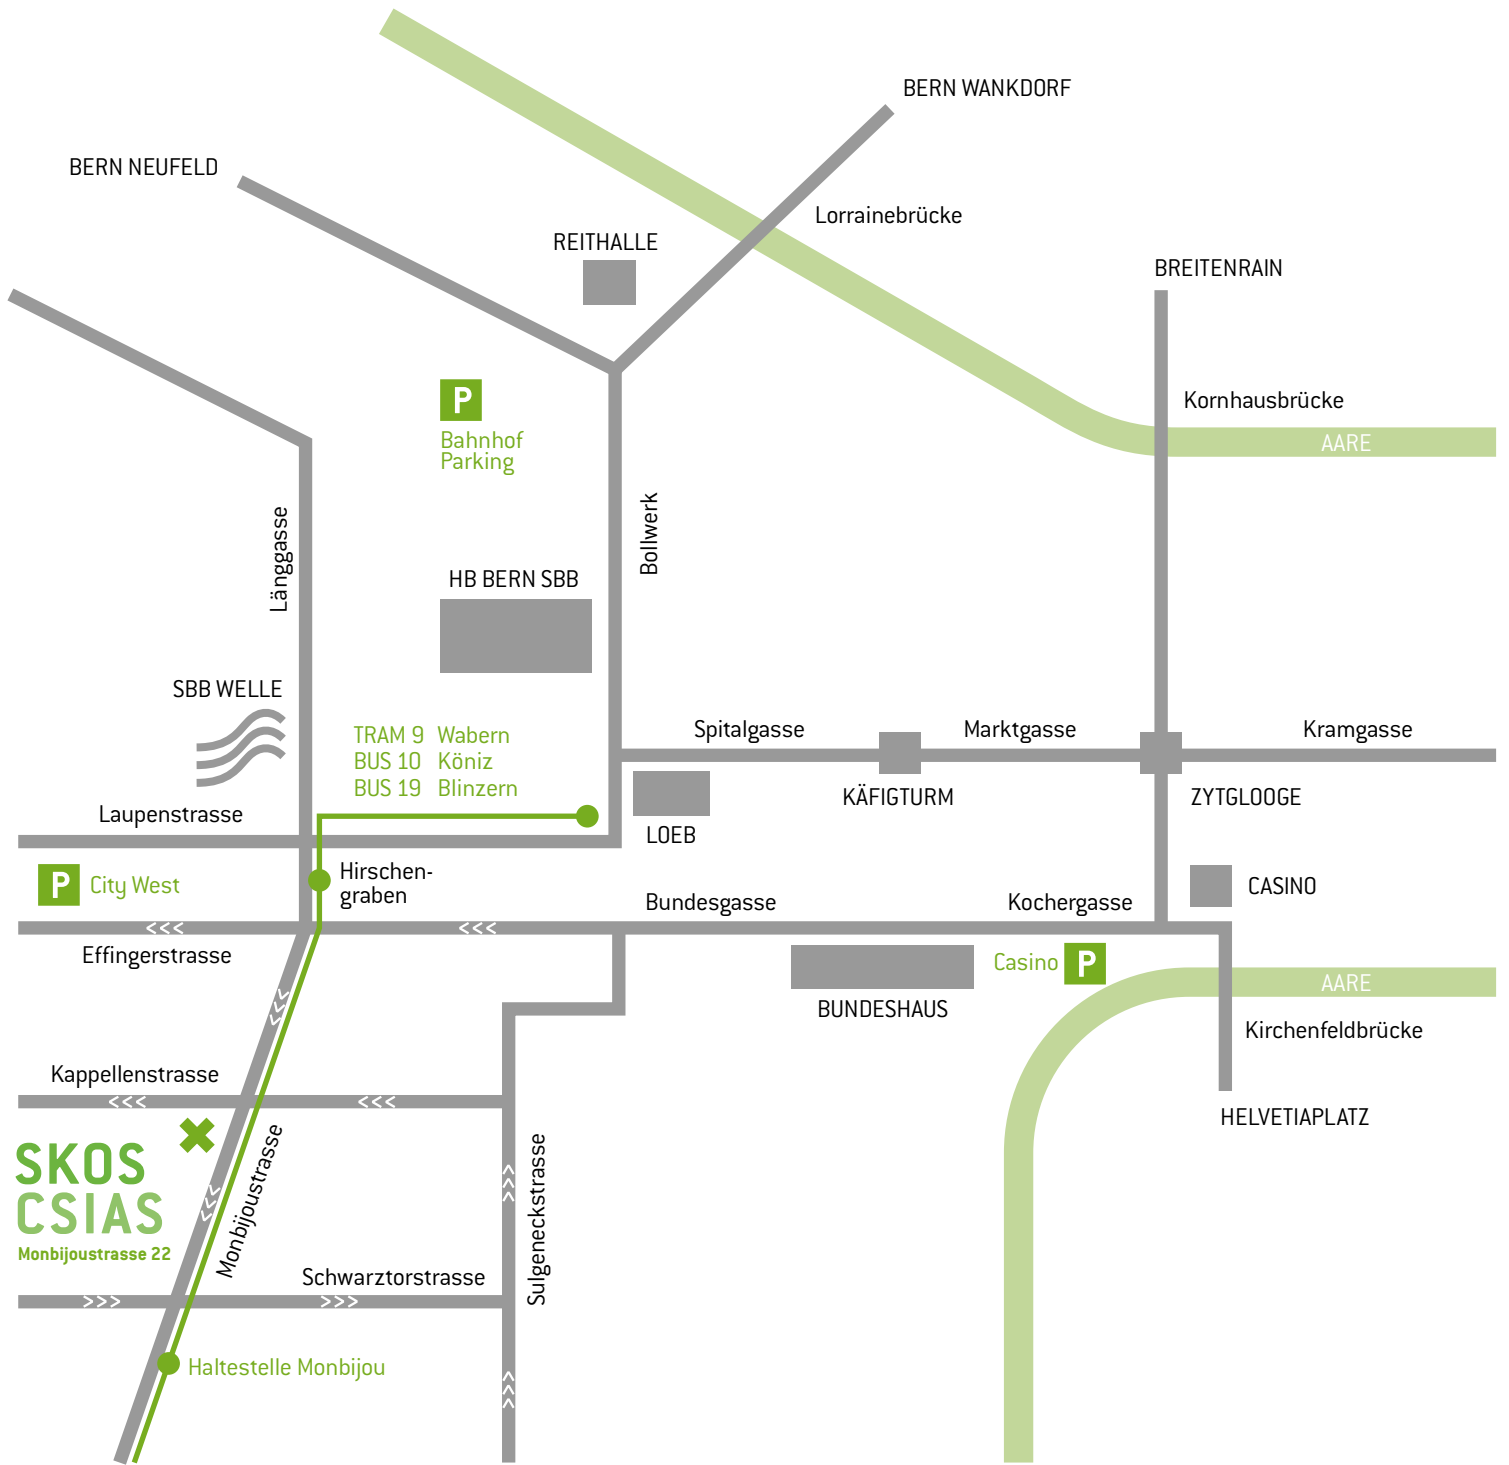 BERN WANKDORF
BERN NEUFELD
Lorrainebrücke
REITHALLE
BREITENRAIN
P
Kornhausbrücke
Bahnhof
Parking
AARE
Bollwerk
Länggasse
HB BERN SBB
SBB WELLE
TRAM 9 Wabern
BUS 10 Köniz
BUS 19 Blinzern
Spitalgasse
Marktgasse
Kramgasse
KÄFIGTURM
ZYTGLOOGE
Laupenstrasse
LOEB
Hirschen-
graben
P City West
CASINO
Bundesgasse
Kochergasse
<<<
<<<
Effingerstrasse
Casino P
AARE
BUNDESHAUS
<<<
Kirchenfeldbrücke
Kappellenstrasse
<<<
<<<
HELVETIAPLATZ
SKOS
CSIAS
Monbijoustrasse 22
Monbijoustrasse
<<<
Sulgeneckstrasse
>>>
Schwarztorstrasse
>>>
>>>
Haltestelle Monbijou
>>>